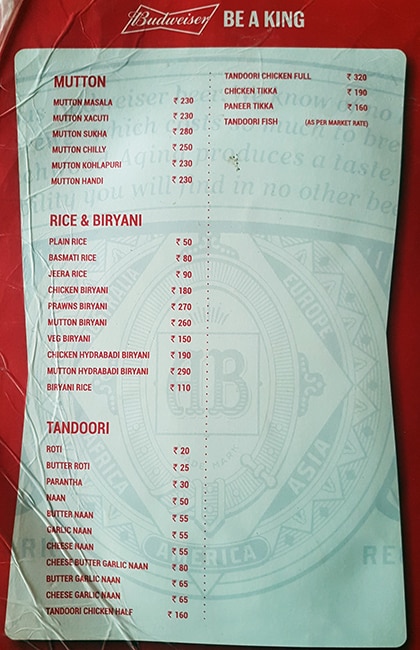 Budweiser BE A KING
MUTTON
MUTTON MASALA ₹ 230
MUTTON XACUTI ₹ 230
MUTTON SUKHA ₹ 280
MUTTON CHILLY ₹ 250
MUTTON KOHLAPURI ₹ 230
MUTTON HANDI ₹ 230
RICE & BIRYANI
PLAIN RICE ₹ 50
BASMATI RICE ₹ 80
JEERA RICE ₹ 90
CHICKEN BIRYANI ₹ 180
PRAWNS BIRYANI ₹ 270
MUTTON BIRYANI ₹ 260
VEG BIRYANI ₹ 150
CHICKEN HYDRABADI BIRYANI ₹ 190
MUTTON HYDRABADI BIRYANI ₹ 290
BIRYANI RICE ₹ 110
TANDOORI
ROTI ₹ 20
BUTTER ROTI ₹ 25
PARANTHA ₹ 30
NAAN ₹ 50
BUTTER NAAN ₹ 55
GARLIC NAAN ₹ 55
CHEESE NAAN ₹ 55
CHEESE BUTTER GARLIC NAAN ₹ 80
BUTTER GARLIC NAAN ₹ 65
CHEESE GARLIC NAAN ₹ 65
TANDOORI CHICKEN HALF ₹ 160
TANDOORI CHICKEN FULL ₹ 320
CHICKEN TIKKA ₹ 190
PANEER TIKKA ₹ 160
TANDOORI FISH (AS PER MARKET RATE)
EUROPE
ASIA
AMERICA